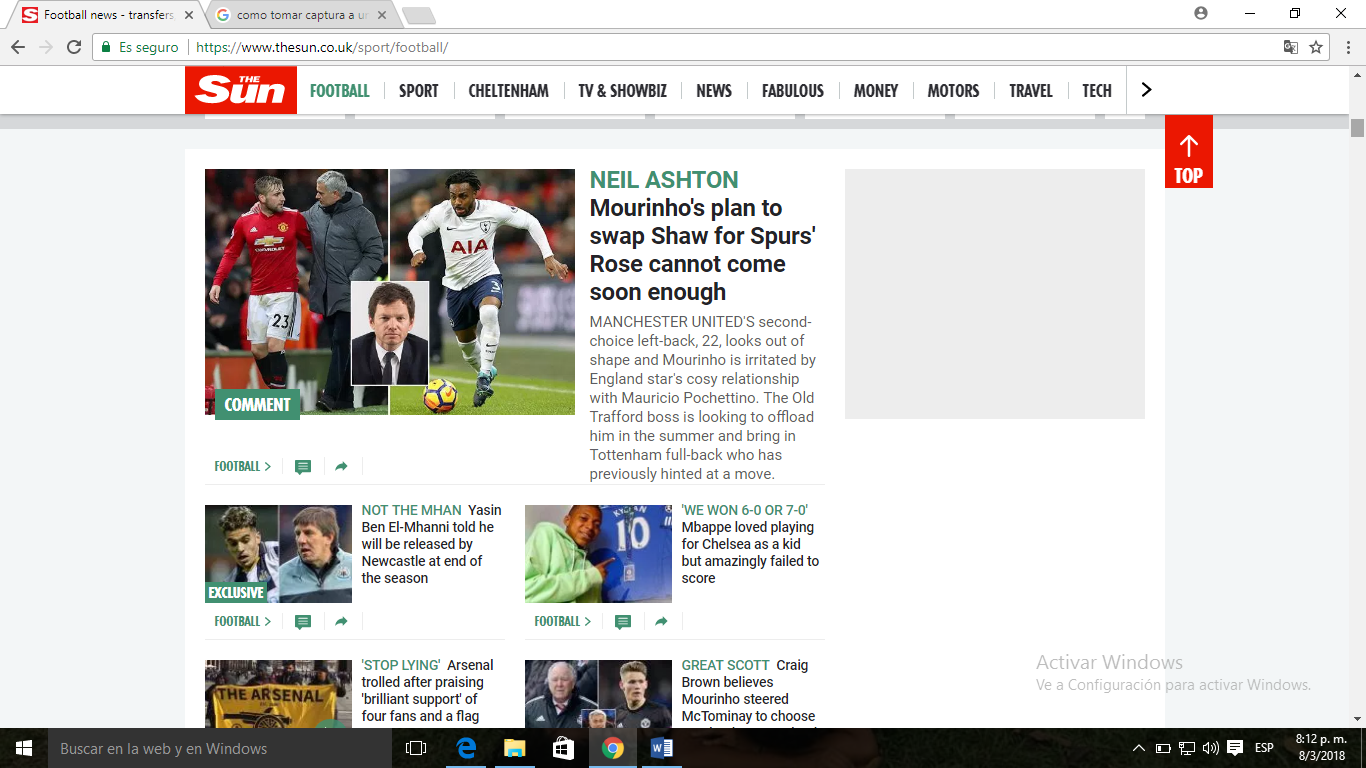 Football news - transfers
como tomar captura a un
Es seguro
https://www.thesun.co.uk/sport/football/
THE Sun
FOOTBALL
SPORT
CHELTENHAM
TV & SHOWBIZ
NEWS
FABULOUS
MONEY
MOTORS
TRAVEL
TECH
TOP
NEIL ASHTON
Mourinho's plan to
swap Shaw for Spurs'
Rose cannot come
soon enough
MANCHESTER UNITED'S second-
choice left-back, 22, looks out of
shape and Mourinho is irritated by
England star's cosy relationship
with Mauricio Pochettino. The Old
Trafford boss is looking to offload
him in the summer and bring in
Tottenham full-back who has
previously hinted at a move.
CHEVROLET
23
AIA
3
COMMENT
FOOTBALL >
NOT THE MHAN Yasin
Ben El-Mhanni told he
will be released by
Newcastle at end of
the season
EXCLUSIVE
FOOTBALL >
'WE WON 6-0 OR 7-0'
Mbappe loved playing
for Chelsea as a kid
but amazingly failed to
score
10
FOOTBALL >
'STOP LYING' Arsenal
trolled after praising
'brilliant support' of
four fans and a flag
THE ARSENAL
GREAT SCOTT Craig
Brown believes
Mourinho steered
McTominay to choose
Activar Windows
Ve a Configuración para activar Windows.
Buscar en la web y en Windows
ESP
8:12 p. m.
8/3/2018